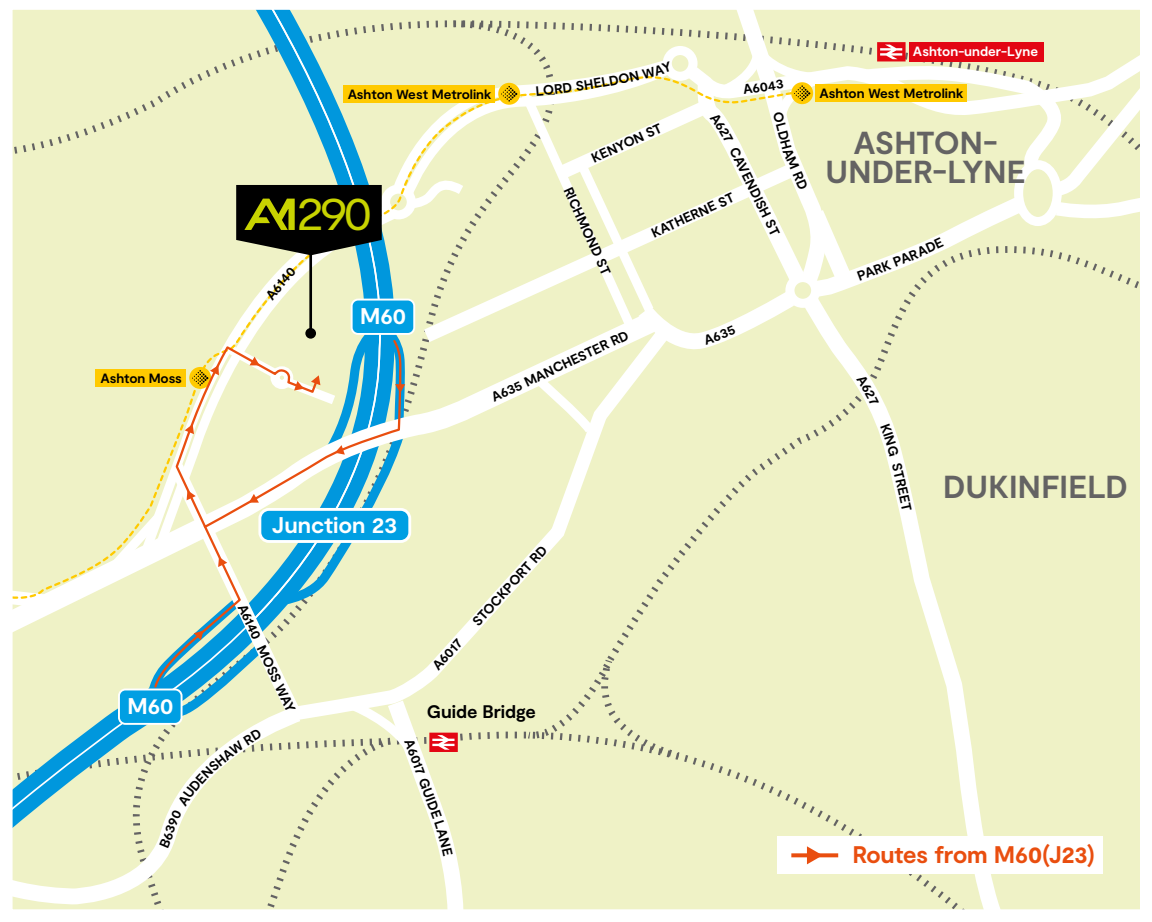 Ashton-under-Lyne
LORD SHELDON WAY
Ashton West Metrolink
A6043
Ashton West Metrolink
KENYON ST
A627 CAVENDISH ST
OLDHAM RD
ASHTON-
UNDER-LYNE
A1290
RICHMOND ST
KATHERNE ST
PARK PARADE
A6140
M60
A635
A635 MANCHESTER RD
Ashton Moss
A627
KING STREET
DUKINFIELD
Junction 23
STOCKPORT RD
A6017
A6140 MOSS WAY
M60
Guide Bridge
B6390 AUDENSHAW RD
A6017 GUIDE LANE
Routes from M60(J23)